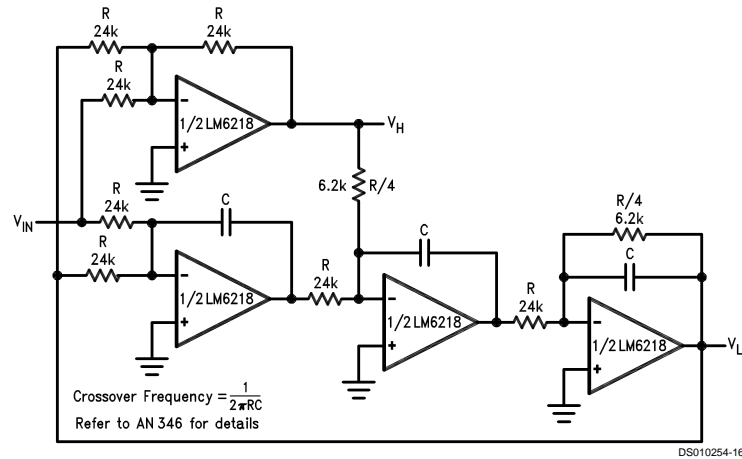 R
24k
R
24k
R
24k
1/2 LM6218
-
+
V_H
6.2k R/4
V_IN
R
24k
C
R
24k
1/2 LM6218
-
+
R
24k
C
1/2 LM6218
-
+
R
24k
R/4
6.2k
C
1/2 LM6218
-
+
V_L
Crossover Frequency = 1/2πRC
Refer to AN 346 for details
DS010254-16